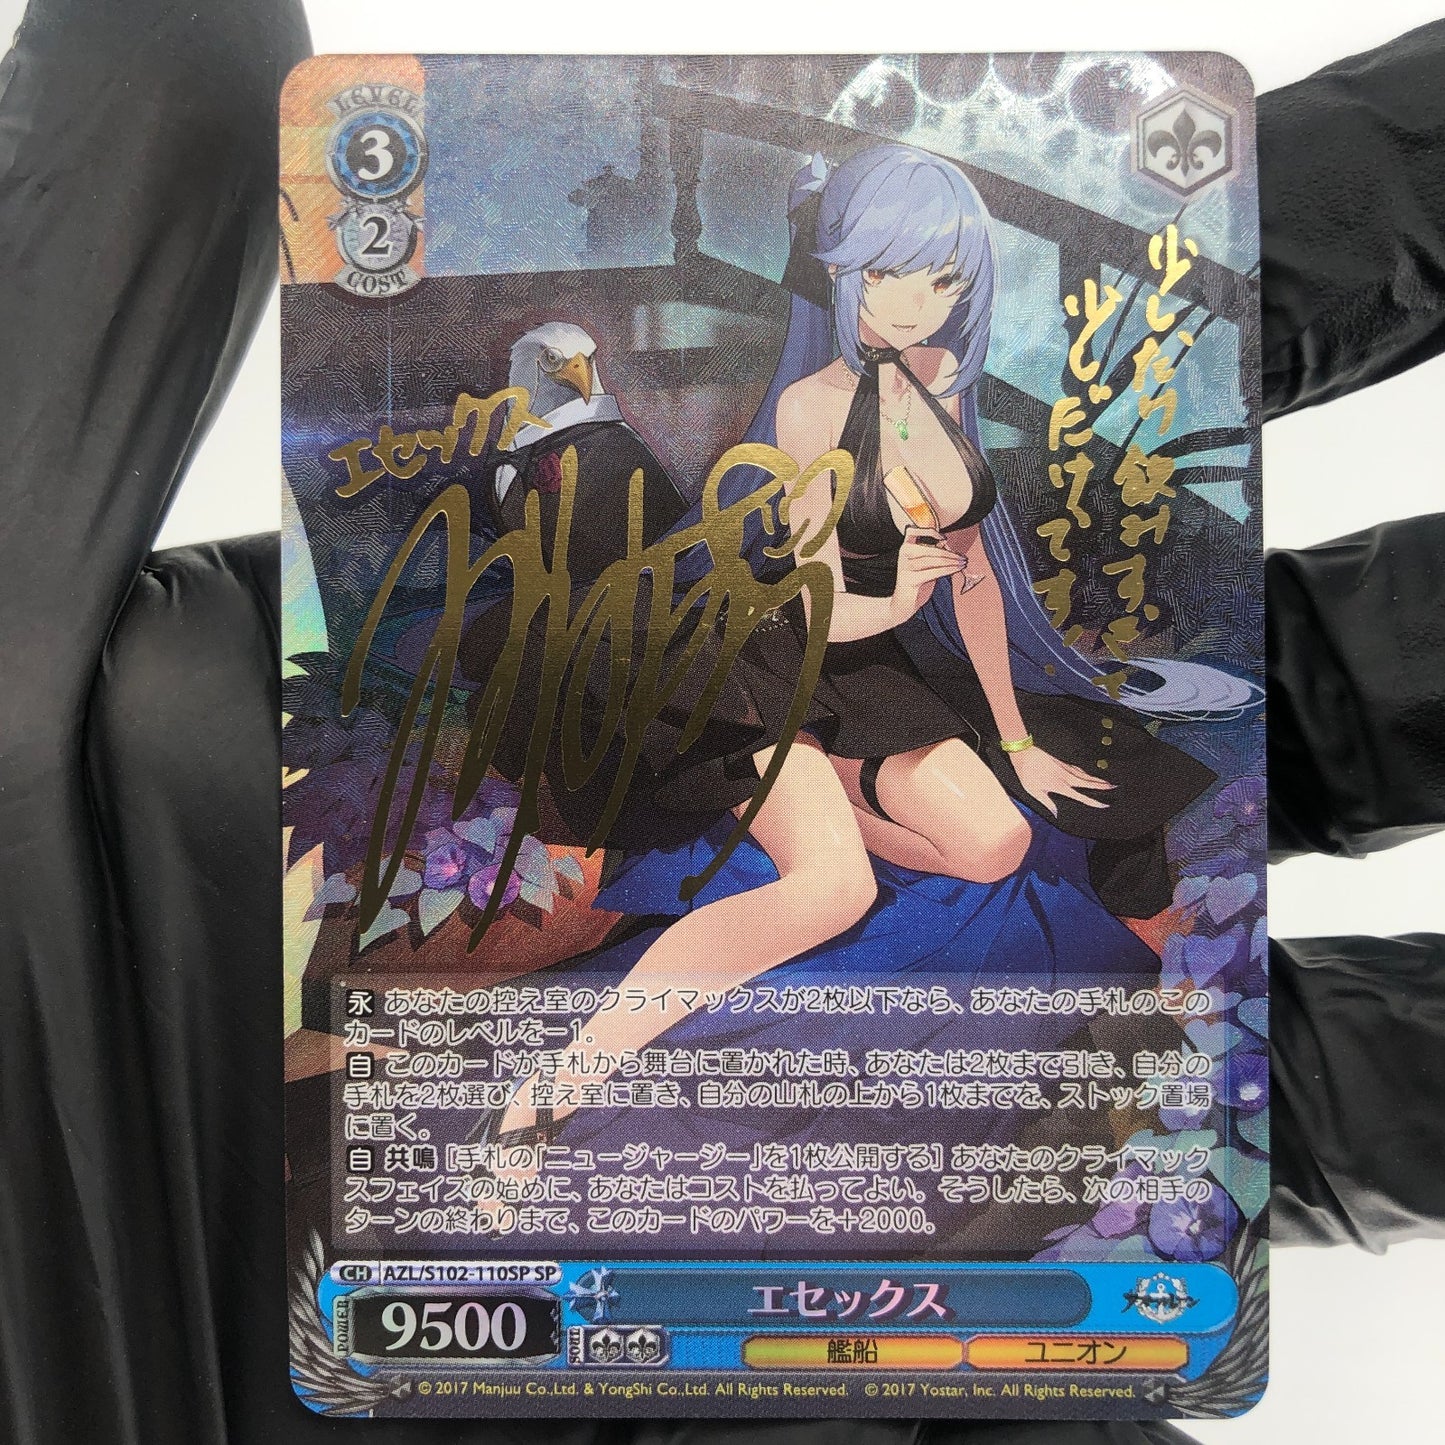 LEVEL
3
2
COST
エセックス
少し、なら飲みます、って……
少しだけってです!
永 あなたの控え室のクライマックスが2枚以下なら、あなたの手札のこの
カードのレベルを－1。
自 このカードが手札から舞台に置かれた時、あなたは2枚まで引き、自分の
手札を2枚選び、控え室に置き、自分の山札の上から1枚までを、ストック置場
に置く。
自 共鳴 [手札の「ニュージャージー」を1枚公開する] あなたのクライマック
スフェイズの始めに、あなたはコストを払ってよい。そうしたら、次の相手の
ターンの終わりまで、このカードのパワーを＋2000。
CH AZL/S102-110SP SP
エセックス
POWER
9500
SOUL
艦船
ユニオン
© 2017 Manjuu Co.,Ltd. & YongShi Co.,Ltd. All Rights Reserved. © 2017 Yostar, Inc. All Rights Reserved.